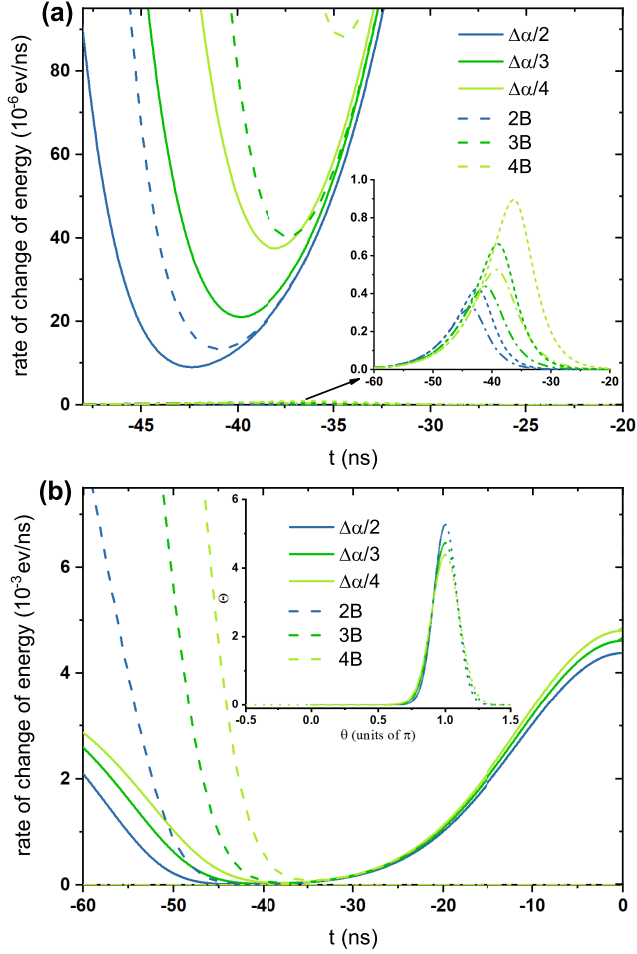 (a)
Δα/2
Δα/3
Δα/4
2B
3B
4B
rate of change of energy (10⁻⁶ev/ns)
80
60
40
20
0
1.0
0.8
0.6
0.4
0.2
0.0
-60 -50 -40 -30 -20
-45 -40 -35 -30 -25 -20
t (ns)
(b)
Δα/2
Δα/3
Δα/4
2B
3B
4B
rate of change of energy (10⁻³ev/ns)
6
4
2
0
Θ
6
4
2
0
-0.5 0.0 0.5 1.0 1.5
θ (units of π)
-60 -50 -40 -30 -20 -10 0
t (ns)